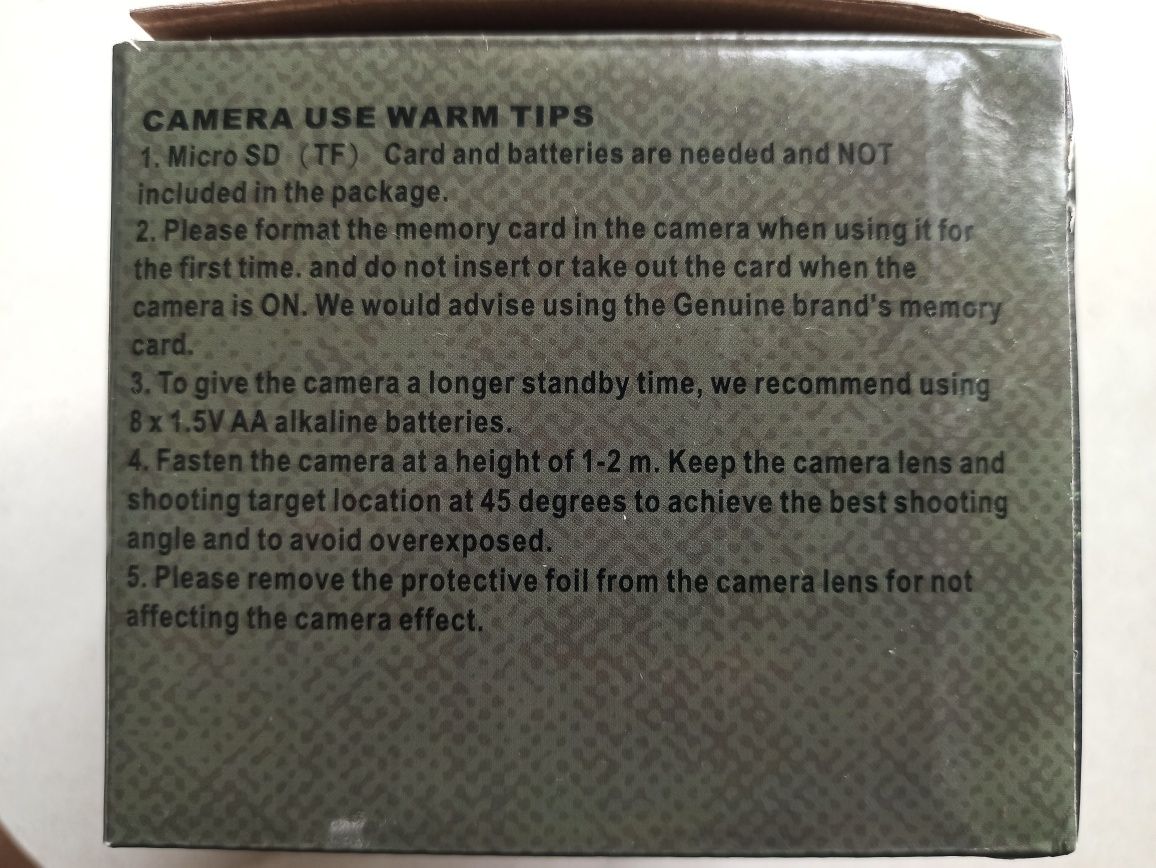 CAMERA USE WARM TIPS
1. Micro SD （TF） Card and batteries are needed and NOT
included in the package.
2. Please format the memory card in the camera when using it for
the first time. and do not insert or take out the card when the
camera is ON. We would advise using the Genuine brand's memory
card.
3. To give the camera a longer standby time, we recommend using
8 x 1.5V AA alkaline batteries.
4. Fasten the camera at a height of 1-2 m. Keep the camera lens and
shooting target location at 45 degrees to achieve the best shooting
angle and to avoid overexposed.
5. Please remove the protective foil from the camera lens for not
affecting the camera effect.